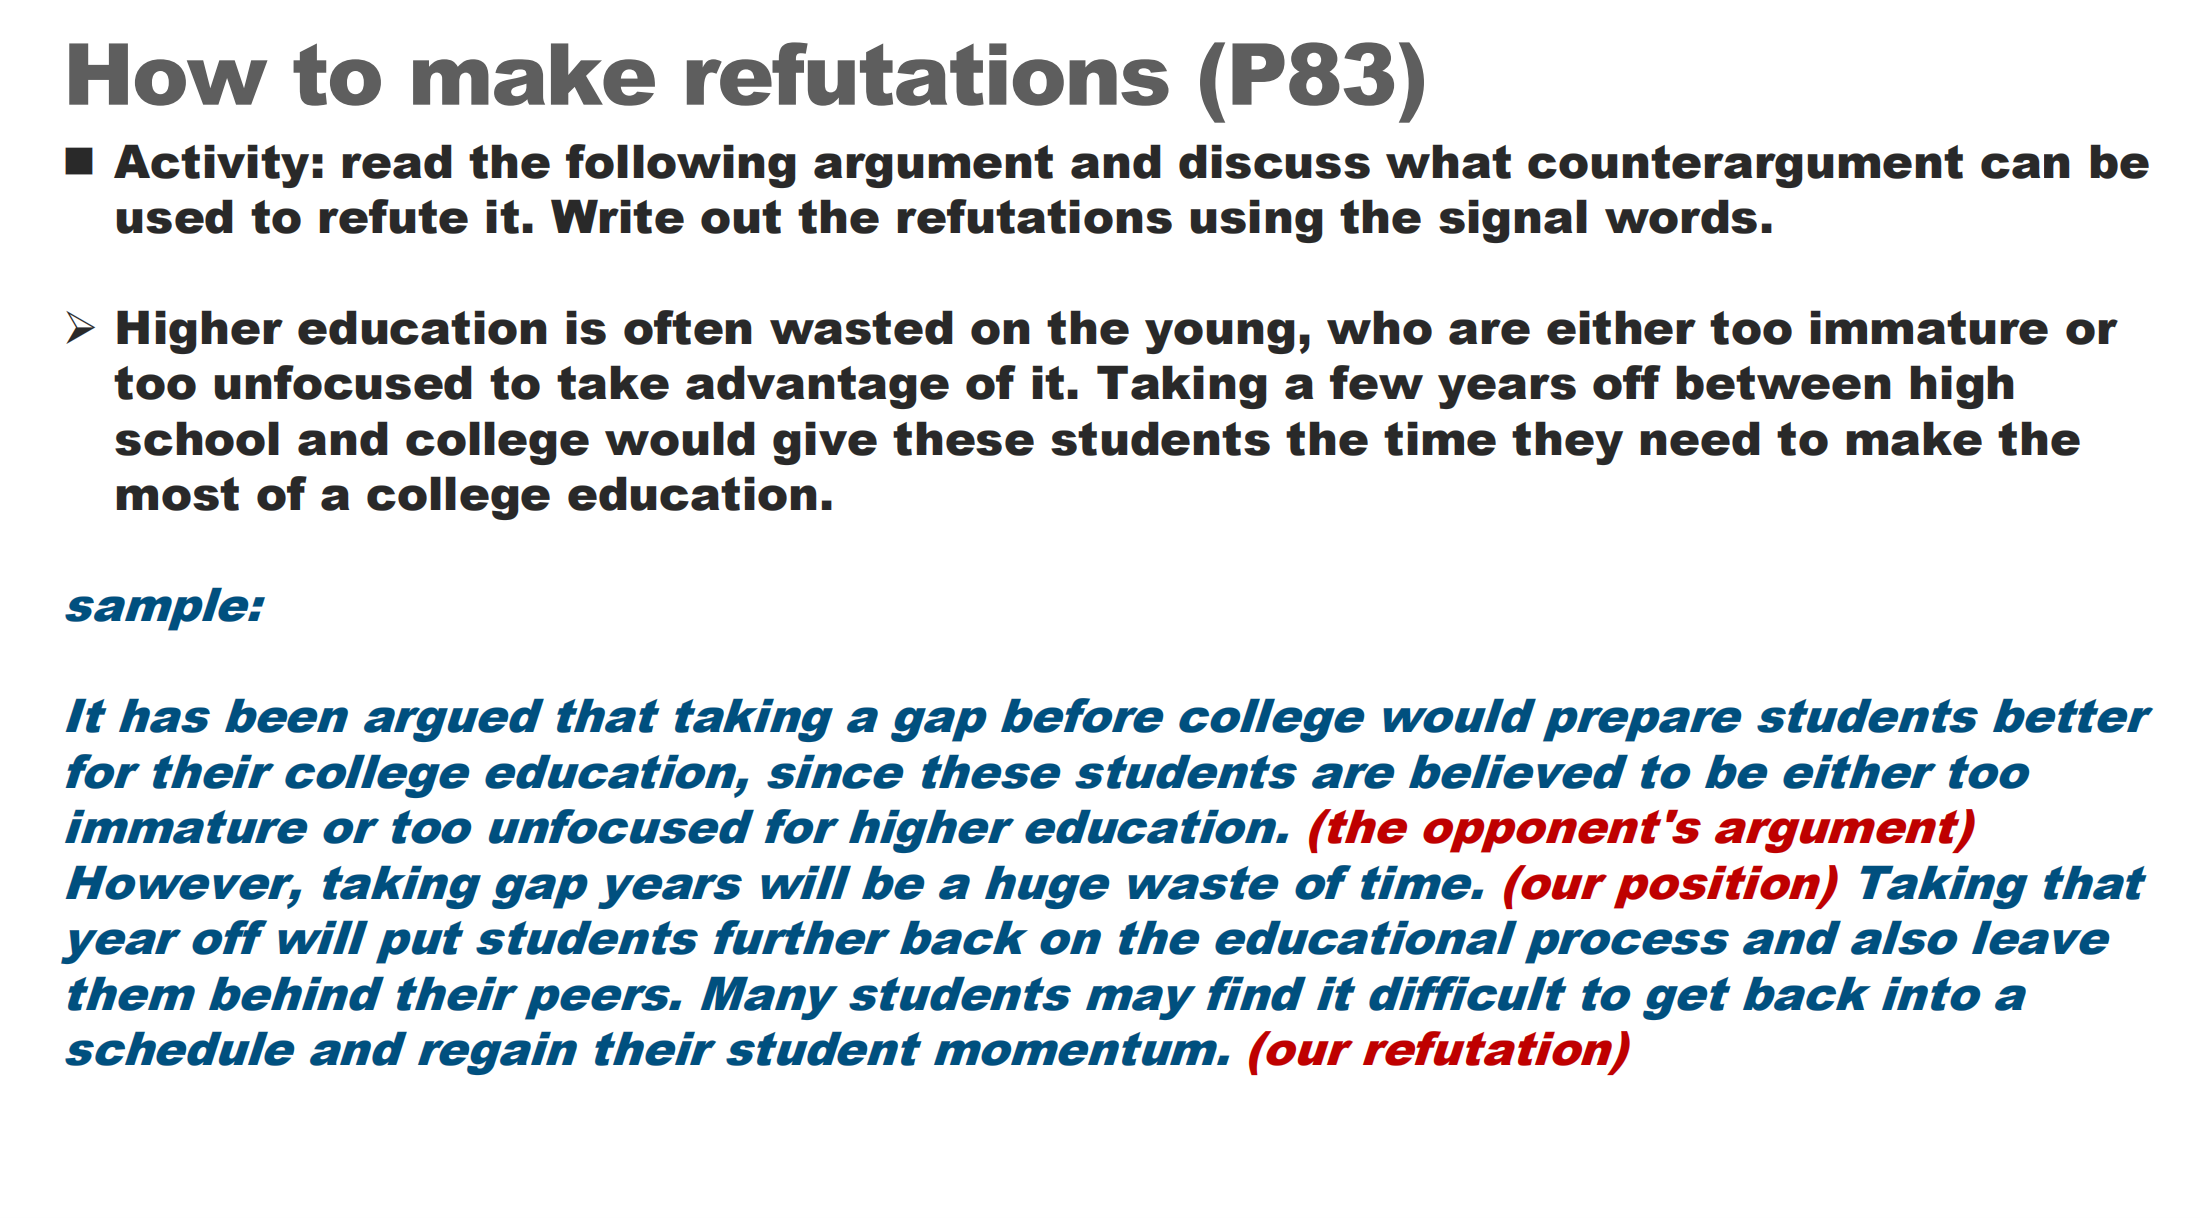 How to make refutations (P83)
■ Activity: read the following argument and discuss what counterargument can be
used to refute it. Write out the refutations using the signal words.
➢ Higher education is often wasted on the young, who are either too immature or
too unfocused to take advantage of it. Taking a few years off between high
school and college would give these students the time they need to make the
most of a college education.
sample:
It has been argued that taking a gap before college would prepare students better
for their college education, since these students are believed to be either too
immature or too unfocused for higher education. (the opponent's argument)
However, taking gap years will be a huge waste of time. (our position) Taking that
year off will put students further back on the educational process and also leave
them behind their peers. Many students may find it difficult to get back into a
schedule and regain their student momentum. (our refutation)